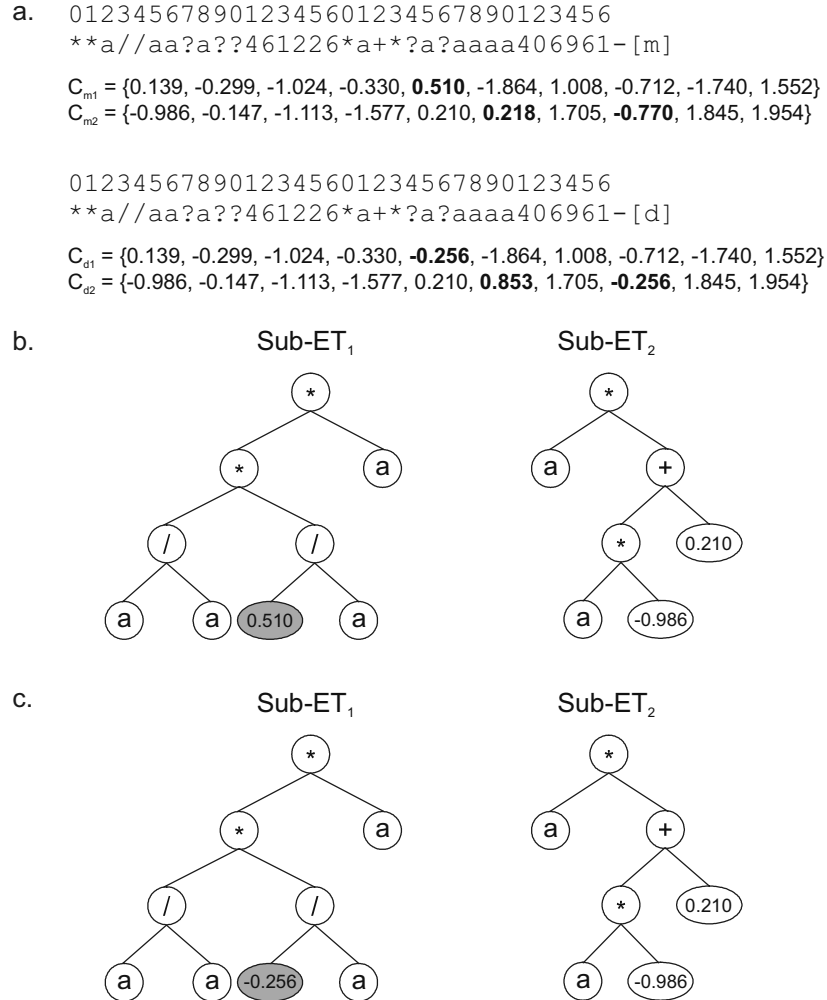 a. 0123456789012345601234567890123456
**a//aa?a??461226*a+*?a?aaaa406961-[m]
Cm1 = {0.139, -0.299, -1.024, -0.330, 0.510, -1.864, 1.008, -0.712, -1.740, 1.552}
Cm2 = {-0.986, -0.147, -1.113, -1.577, 0.210, 0.218, 1.705, -0.770, 1.845, 1.954}
0123456789012345601234567890123456
**a//aa?a??461226*a+*?a?aaaa406961-[d]
Cd1 = {0.139, -0.299, -1.024, -0.330, -0.256, -1.864, 1.008, -0.712, -1.740, 1.552}
Cd2 = {-0.986, -0.147, -1.113, -1.577, 0.210, 0.853, 1.705, -0.256, 1.845, 1.954}
b. Sub-ET1 Sub-ET2
* *
* a a +
/ / * 0.210
a a 0.510 a a -0.986
c. Sub-ET1 Sub-ET2
* *
* a a +
/ / * 0.210
a a -0.256 a a -0.986